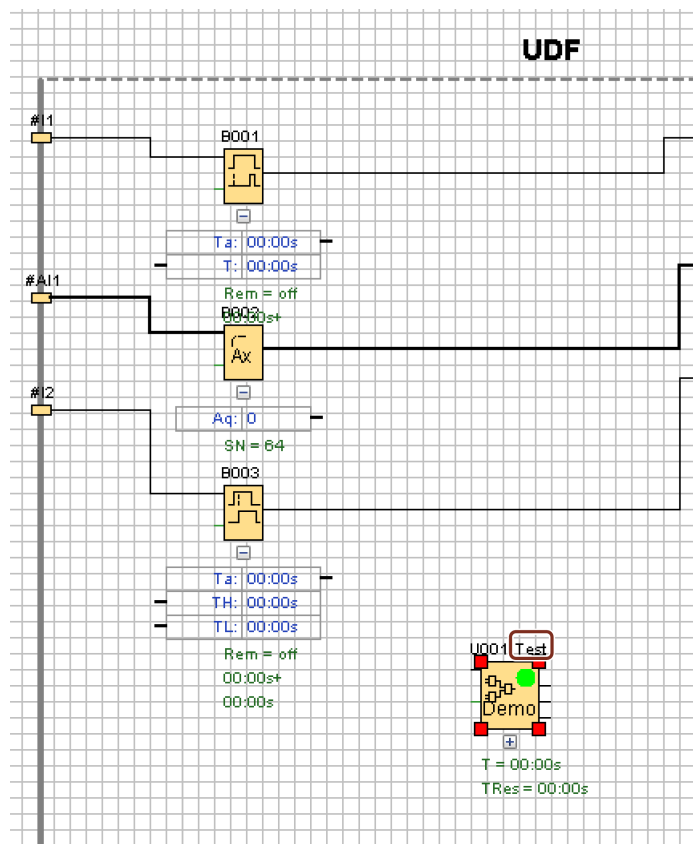 UDF
#I1
B001
Ta: 00:00s
T: 00:00s
Rem = off
00:00s+
#AI1
B002
Ax
#I2
Aq: 0
SN = 64
B003
Ta: 00:00s
TH: 00:00s
TL: 00:00s
Rem = off
00:00s+
00:00s
U001 Test
Demo
T = 00:00s
TRes = 00:00s